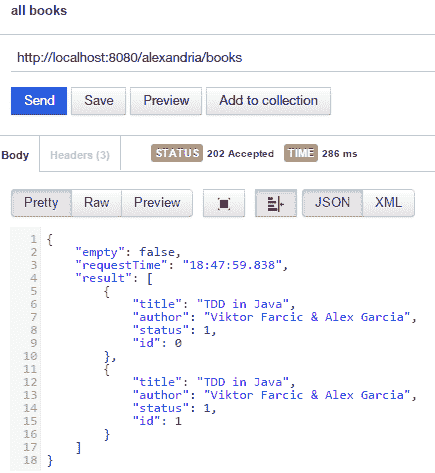 all books
http://localhost:8080/alexandria/books
Send Save Preview Add to collection
Body Headers (3) STATUS 202 Accepted TIME 286 ms
Pretty Raw Preview JSON XML
1 {
2 "empty": false,
3 "requestTime": "18:47:59.838",
4 "result": [
5 {
6 "title": "TDD in Java",
7 "author": "Viktor Farcic & Alex Garcia",
8 "status": 1,
9 "id": 0
10 },
11 {
12 "title": "TDD in Java",
13 "author": "Viktor Farcic & Alex Garcia",
14 "status": 1,
15 "id": 1
16 }
17 ]
18 }